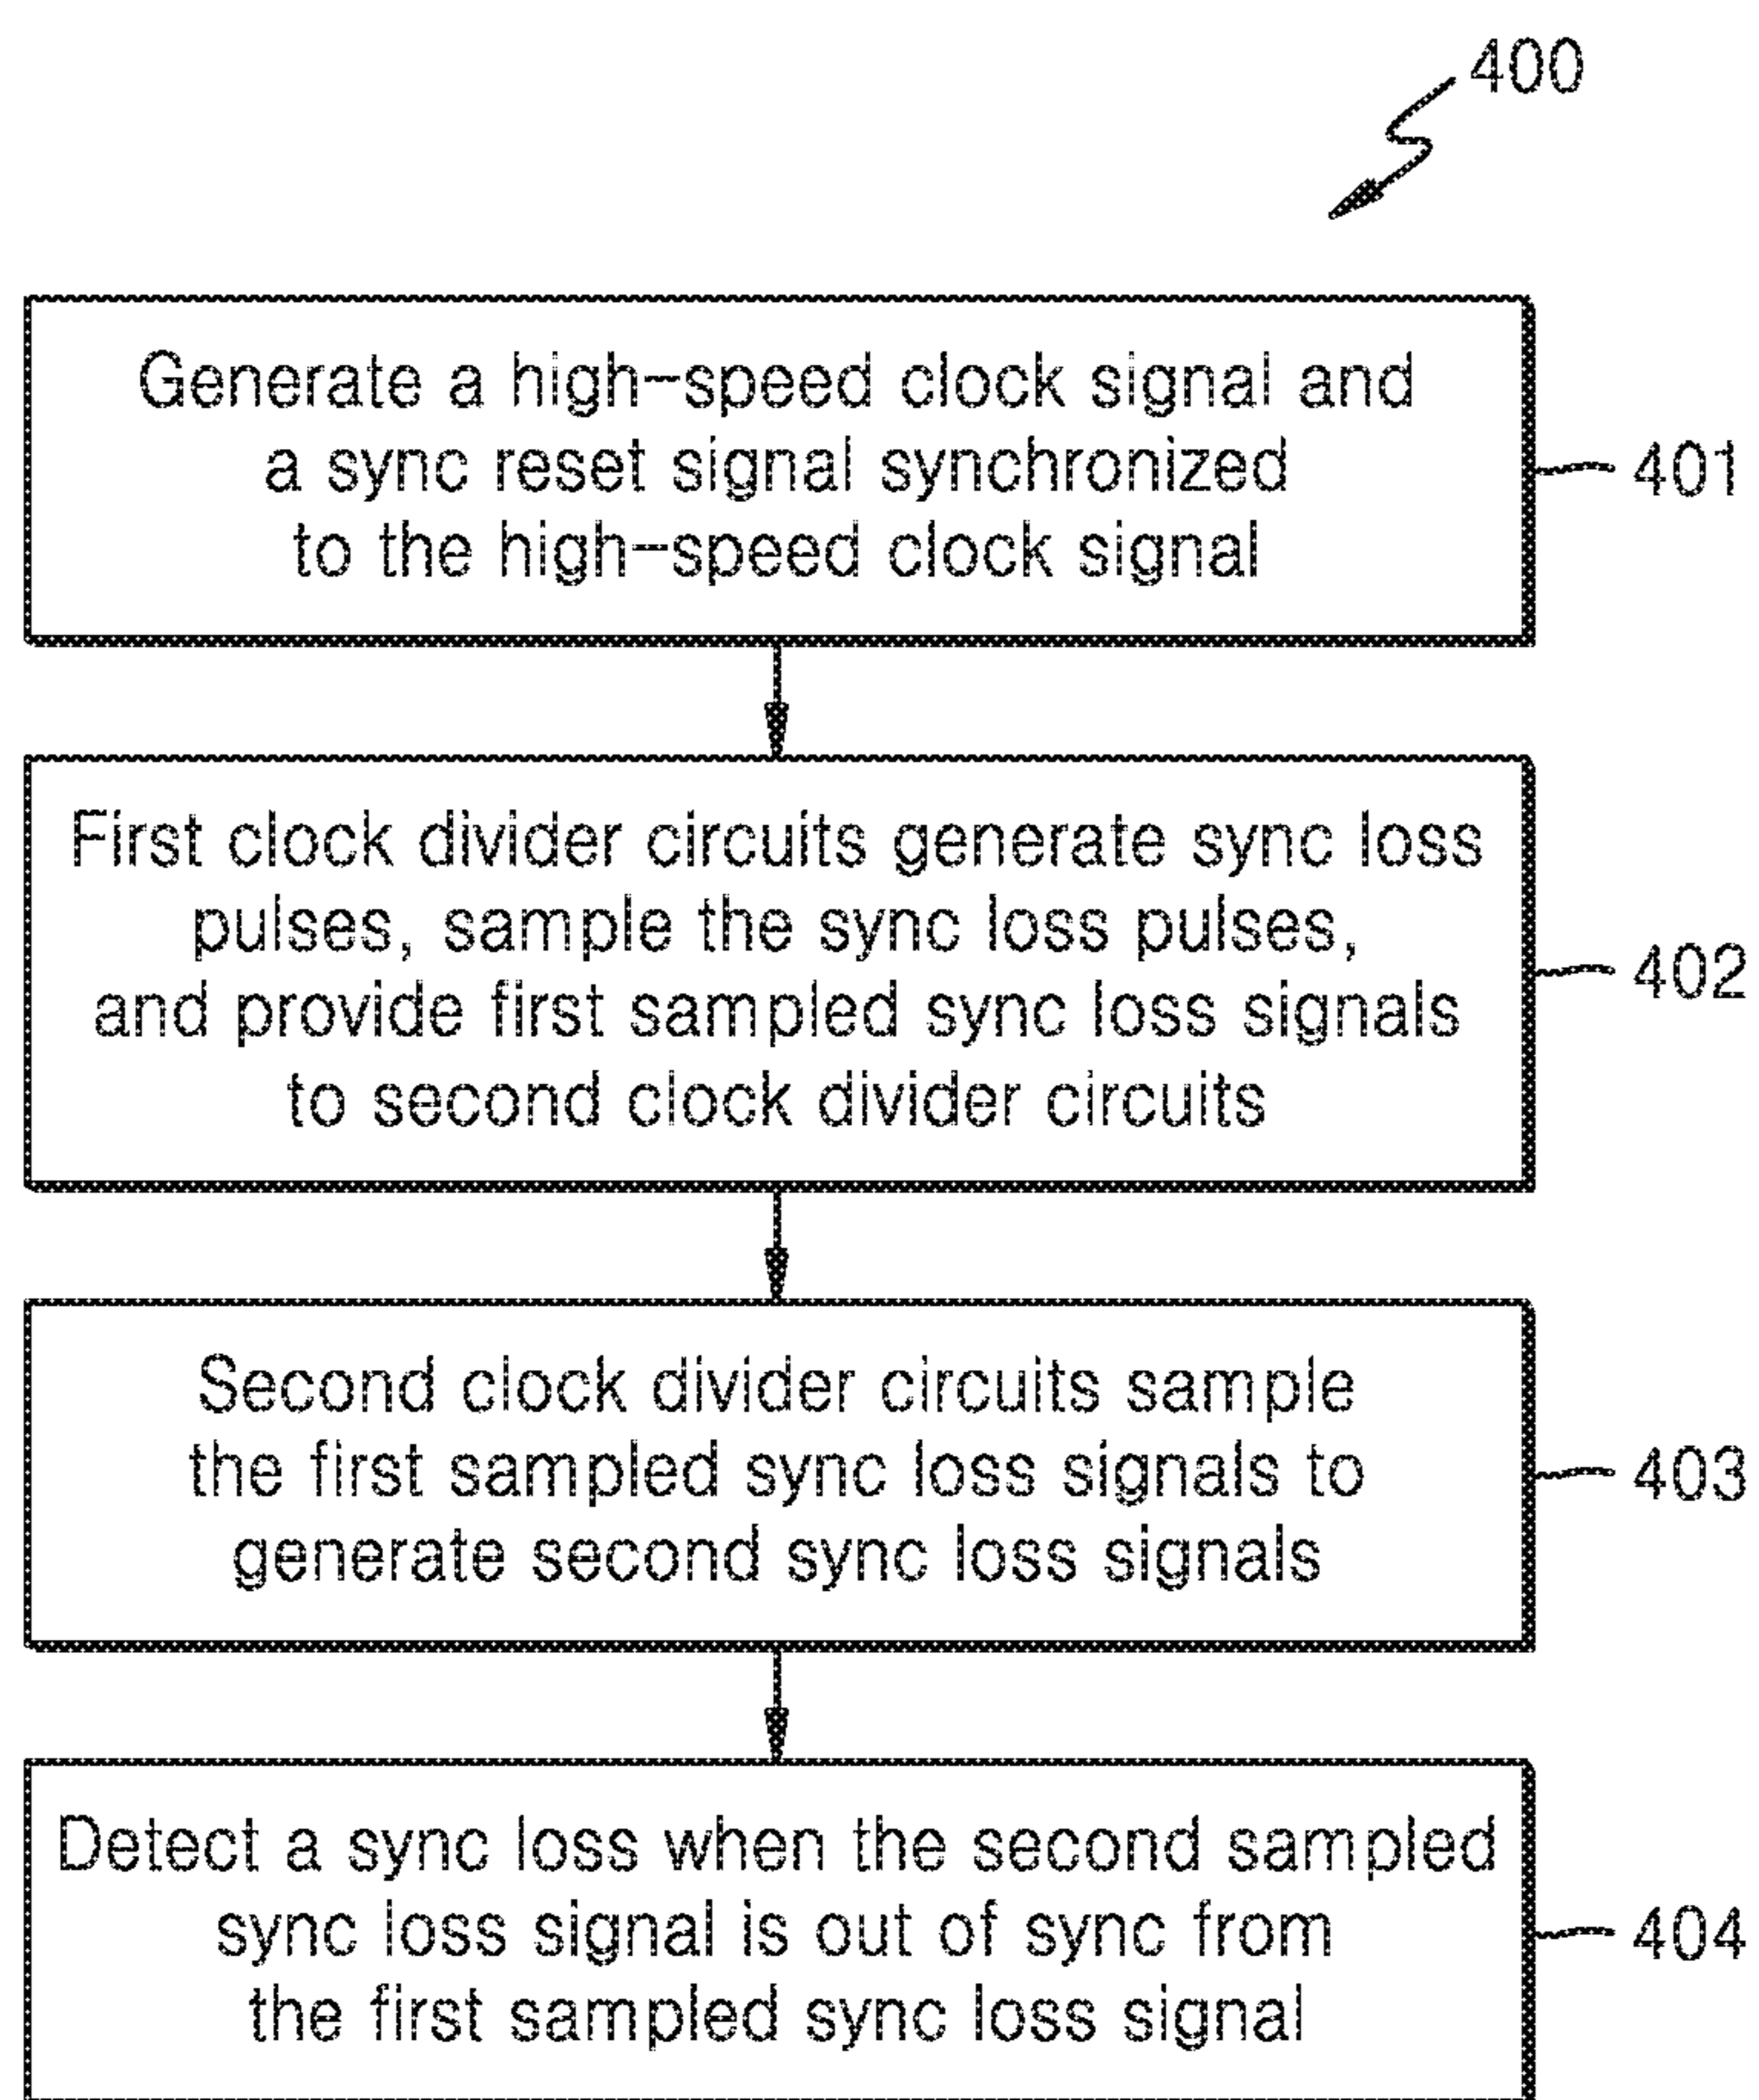 400
Generate a high-speed clock signal and
a sync reset signal synchronized
to the high-speed clock signal
401
First clock divider circuits generate sync loss
pulses, sample the sync loss pulses,
and provide first sampled sync loss signals
to second clock divider circuits
402
Second clock divider circuits sample
the first sampled sync loss signals to
generate second sync loss signals
403
Detect a sync loss when the second sampled
sync loss signal is out of sync from
the first sampled sync loss signal
404